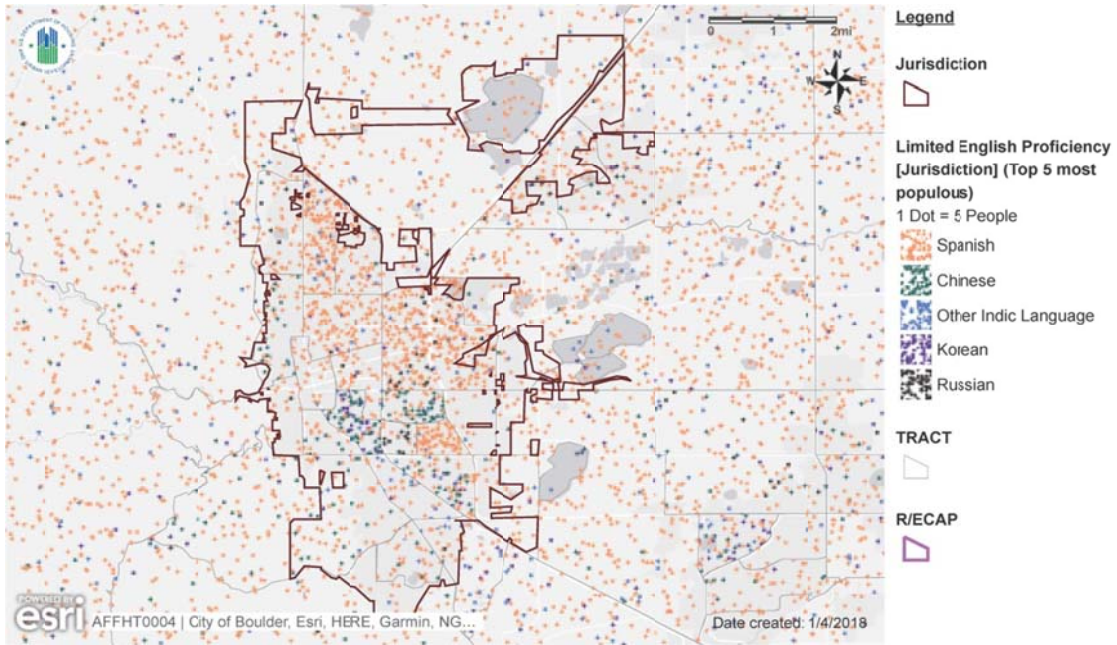 0 1 2mi
N
W E
S
Legend
Jurisdiction
Limited English Proficiency
[Jurisdiction] (Top 5 most
populous)
1 Dot = 5 People
Spanish
Chinese
Other Indic Language
Korean
Russian
TRACT
R/ECAP
POWERED BY
esri
AFFHT0004 | City of Boulder, Esri, HERE, Garmin, NG...
Date created: 1/4/2018